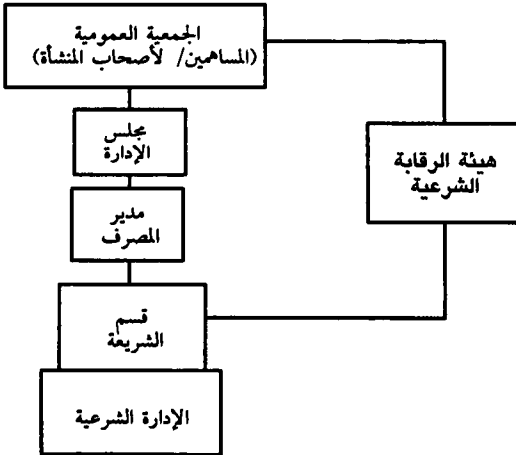 الجمعية العمومية
(المساهمين/ لأصحاب المنشأة)
مجلس
الإدارة
هيئة الرقابة
الشرعية
مدير
المصرف
قسم
الشريعة
الإدارة الشرعية